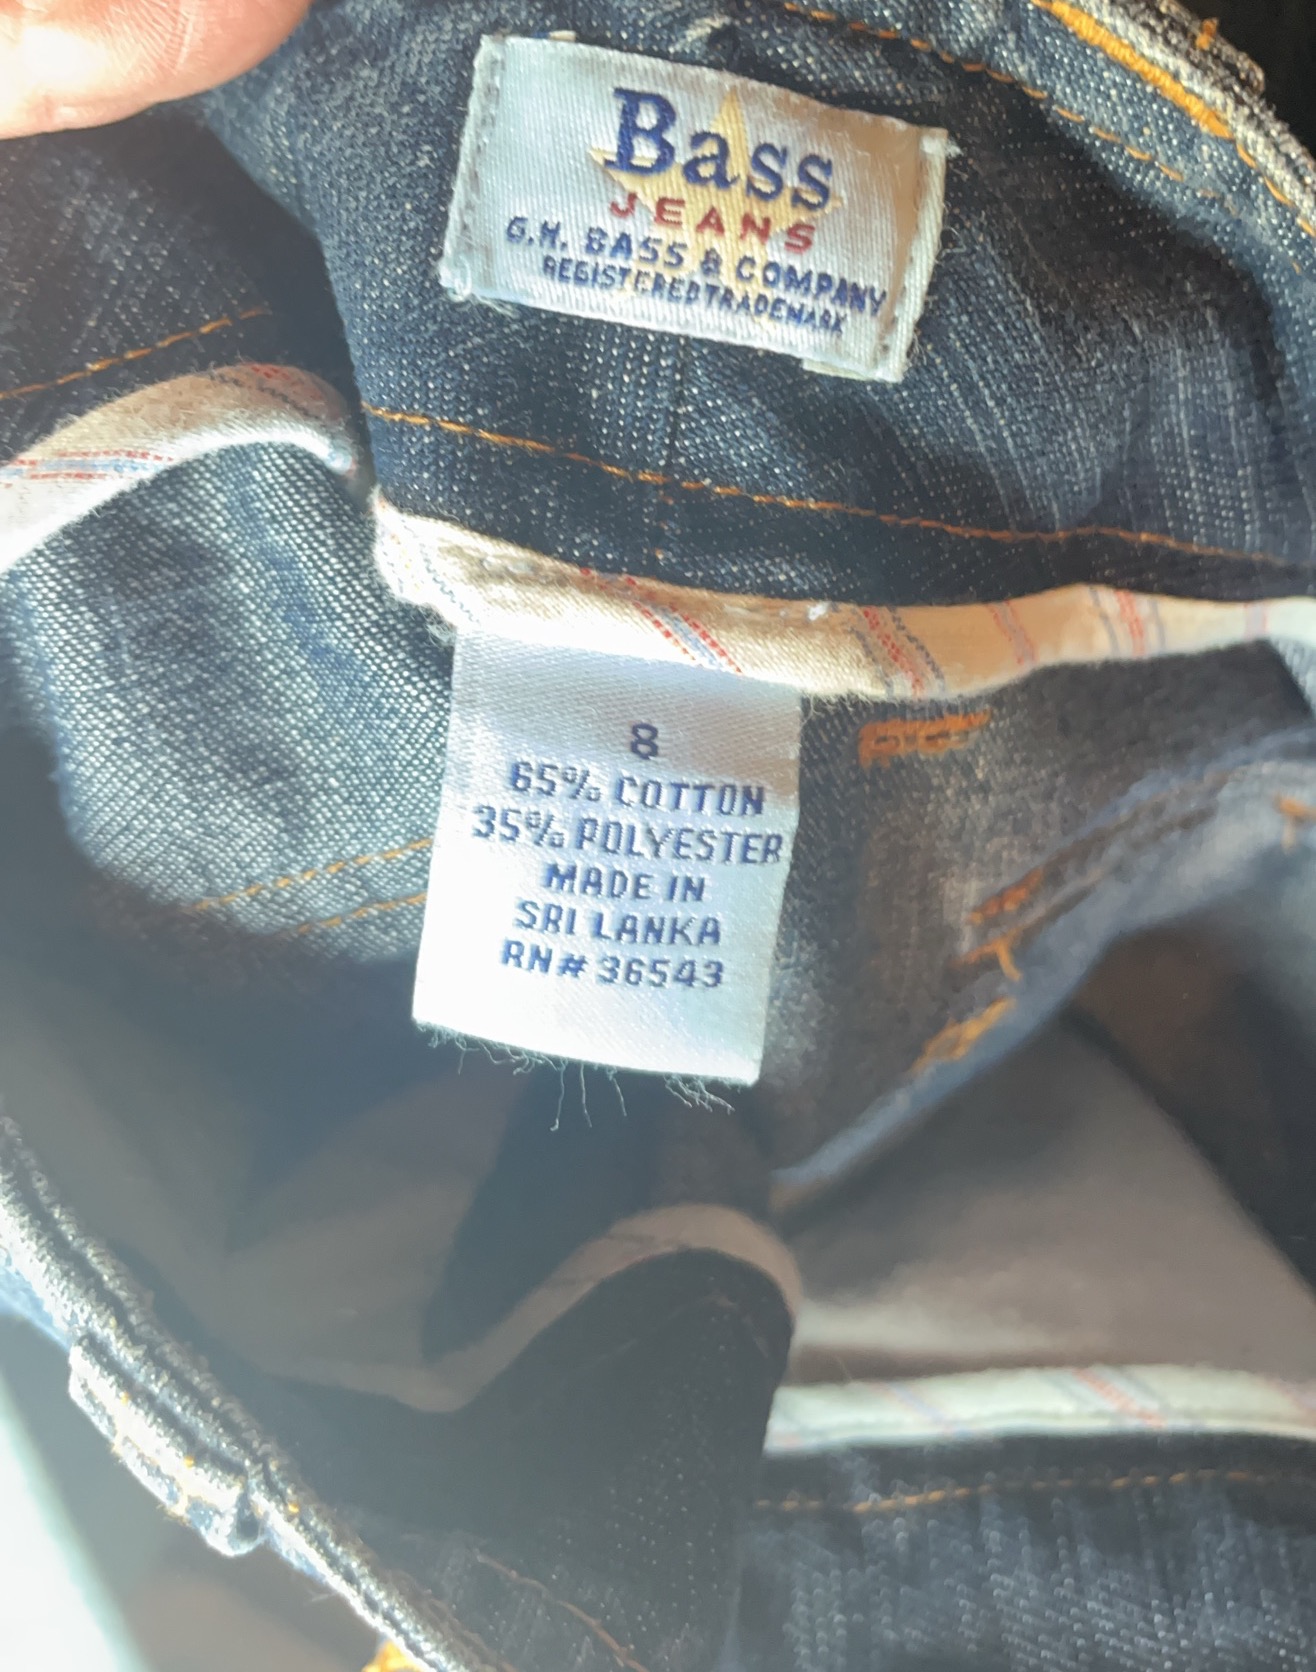 Bass
JEANS
G.H. BASS & COMPANY
REGISTERED TRADEMARK
8
65% COTTON
35% POLYESTER
MADE IN
SRI LANKA
RN# 36543